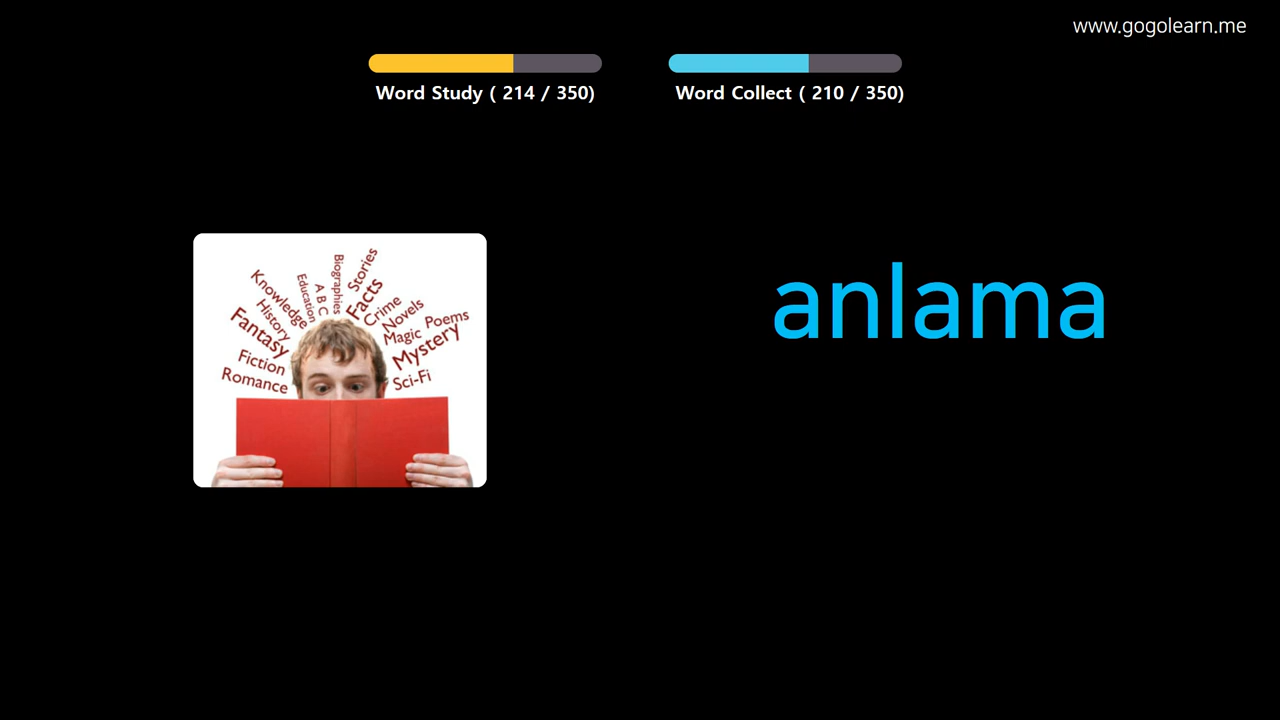 www.gogolearn.me
Word Study ( 214 / 350)
Word Collect ( 210 / 350)
anlama
Knowledge
History
Fantasy
Fiction
Romance
Education
A B C
Biographies
Stories
Facts
Crime
Novels
Magic
Poems
Mystery
Sci-Fi